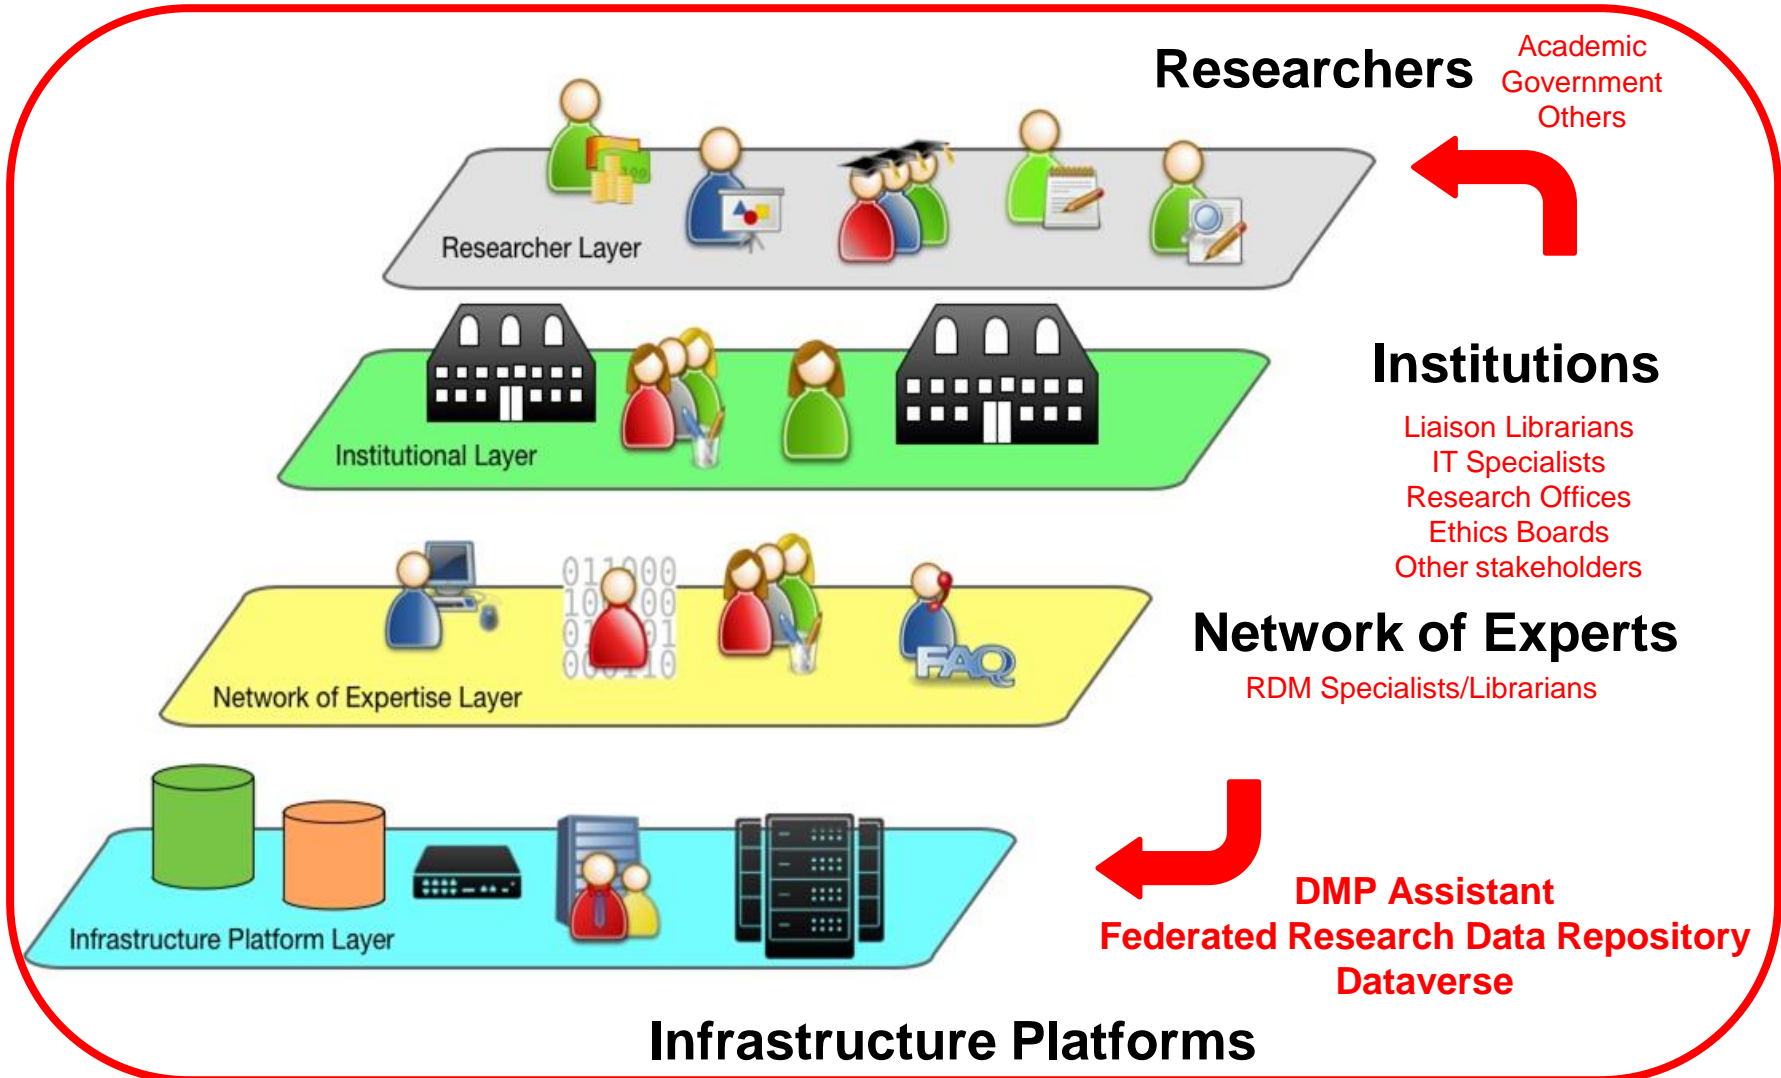 Researchers
Academic
Government
Others
Researcher Layer
100
Institutions
Liaison Librarians
IT Specialists
Research Offices
Ethics Boards
Other stakeholders
Institutional Layer
Network of Experts
RDM Specialists/Librarians
FAQ
Network of Expertise Layer
DMP Assistant
Federated Research Data Repository
Dataverse
Infrastructure Platform Layer
Infrastructure Platforms